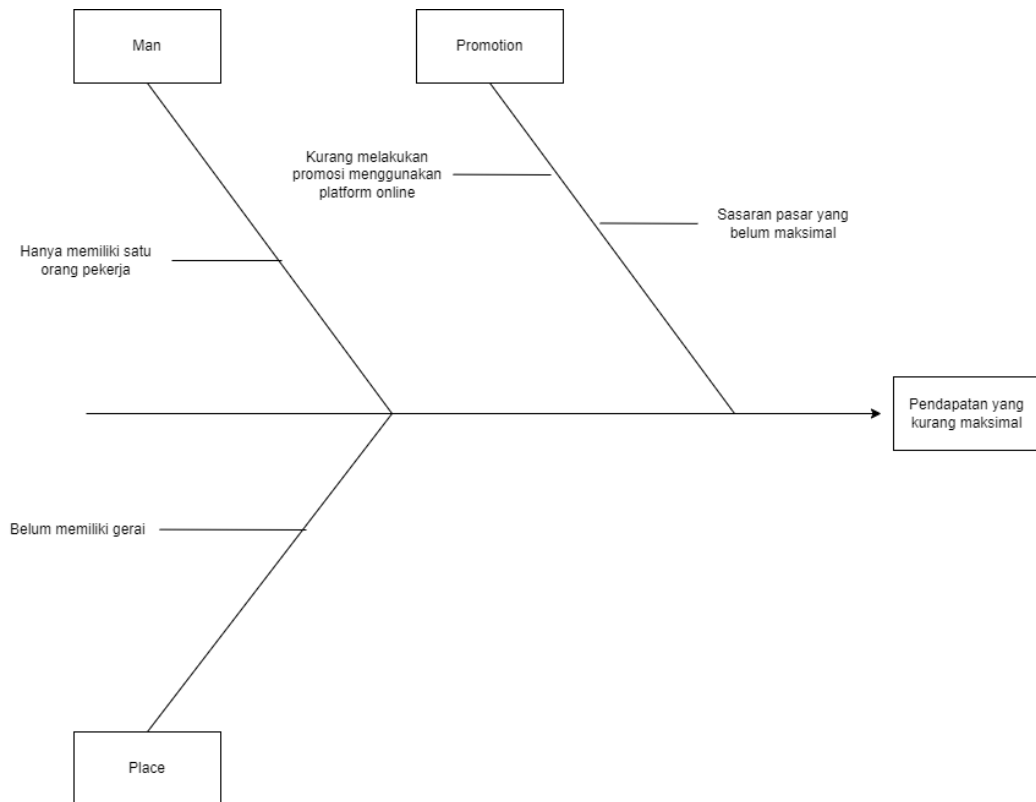 Man
Promotion
Kurang melakukan
promosi menggunakan
platform online
Sasaran pasar yang
belum maksimal
Hanya memiliki satu
orang pekerja
Pendapatan yang
kurang maksimal
Belum memiliki gerai
Place